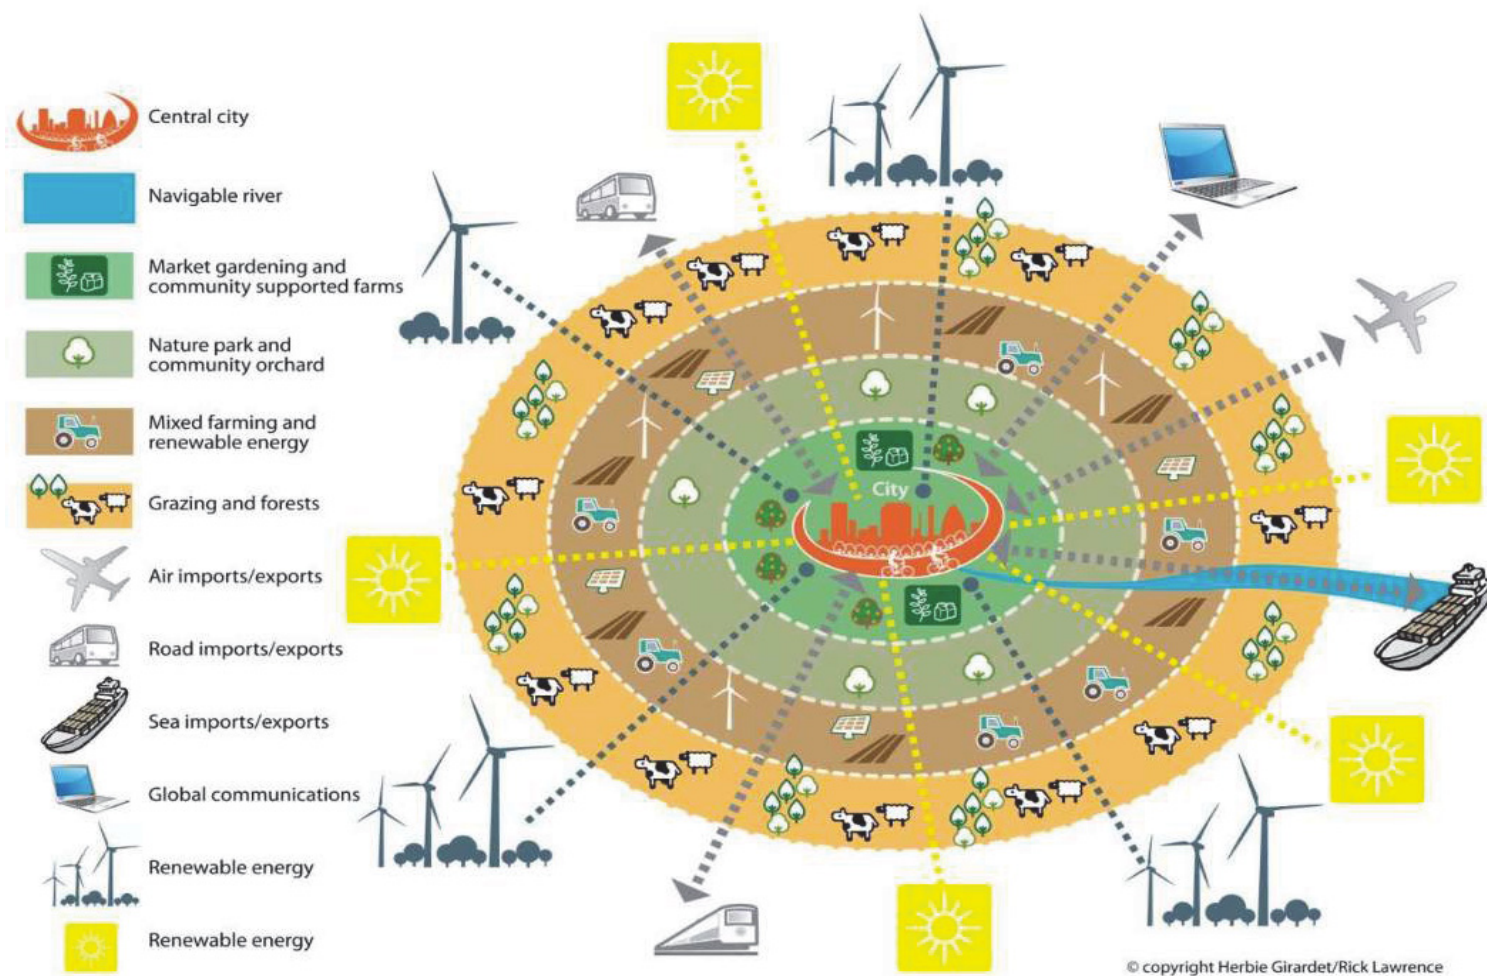 Central city
Navigable river
Market gardening and
community supported farms
Nature park and
community orchard
Mixed farming and
renewable energy
Grazing and forests
Air imports/exports
Road imports/exports
Sea imports/exports
Global communications
Renewable energy
Renewable energy
City
© copyright Herbie Girardet/Rick Lawrence